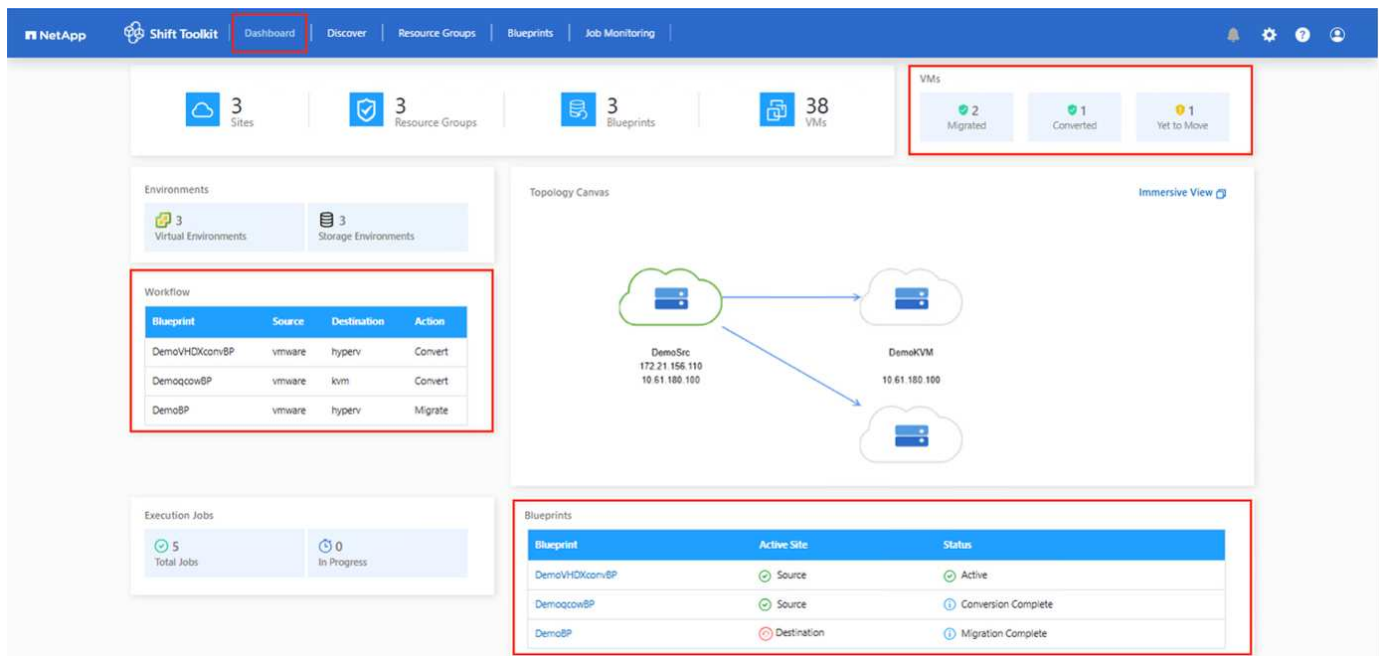 NetApp Shift Toolkit Dashboard Discover Resource Groups Blueprints Job Monitoring
3
Sites
3
Resource Groups
3
Blueprints
38
VMs
VMs
2
Migrated
1
Converted
1
Yet to Move
Environments
3
Virtual Environments
3
Storage Environments
Workflow
Blueprint Source Destination Action
DemoVHDXconvBP vmware hyperv Convert
DemoqcowBP vmware kvm Convert
DemoBP vmware hyperv Migrate
Topology Canvas
Immersive View
DemoSrc
172.21.156.110
10.61.180.100
DemoKVM
10.61.180.100
Execution Jobs
5
Total Jobs
0
In Progress
Blueprints
Blueprint Active Site Status
DemoVHDXconvBP Source Active
DemoqcowBP Source Conversion Complete
DemoBP Destination Migration Complete